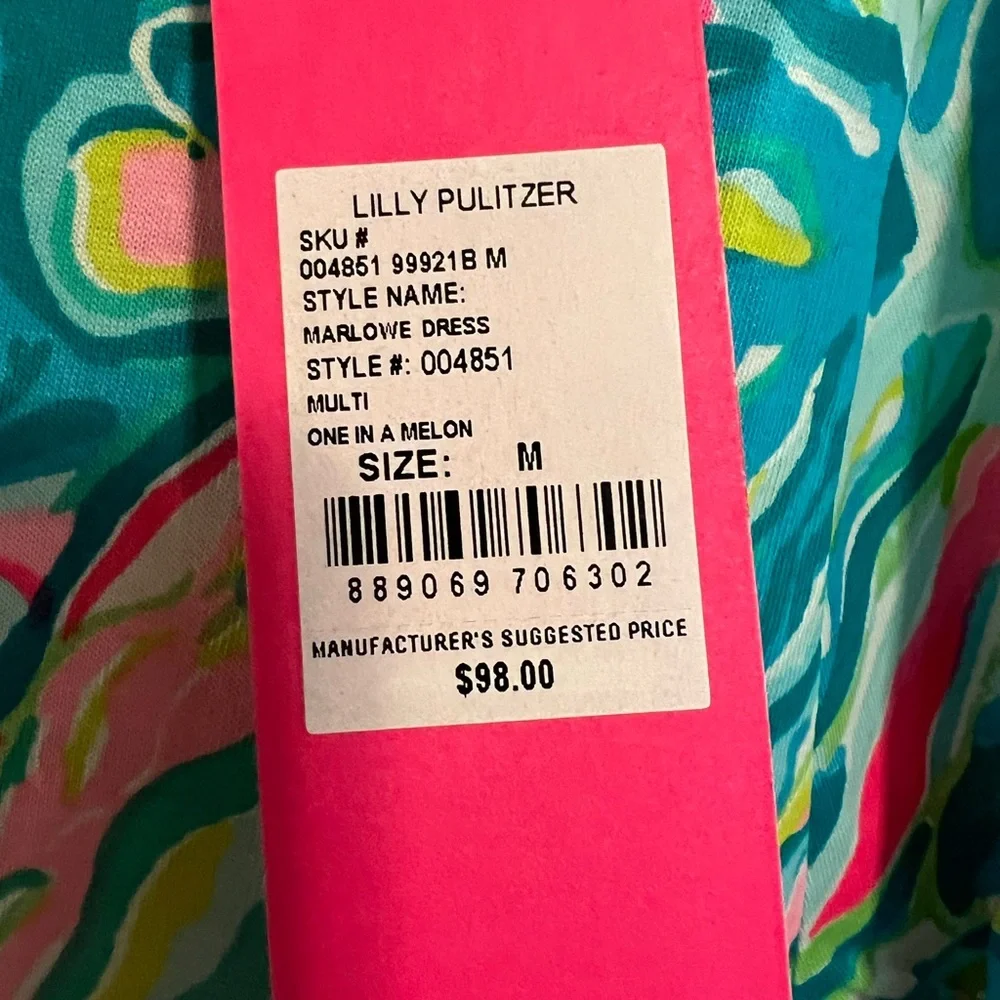 LILLY PULITZER
SKU #
004851 99921B M
STYLE NAME:
MARLOWE DRESS
STYLE #: 004851
MULTI
ONE IN A MELON
SIZE: M
889069 706302
MANUFACTURER'S SUGGESTED PRICE
$98.00